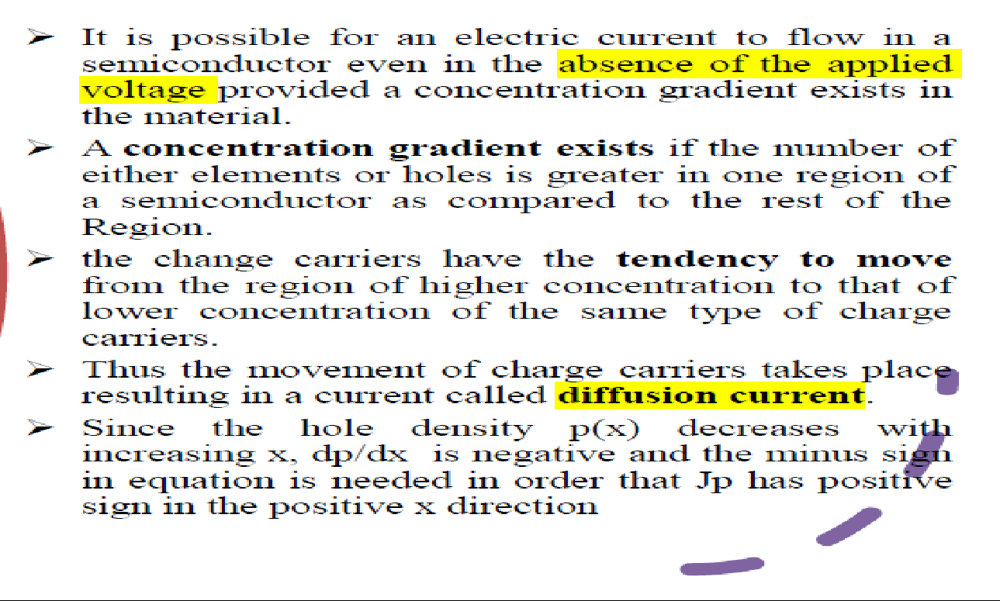 ➢ It is possible for an electric current to flow in a
semiconductor even in the absence of the applied
voltage provided a concentration gradient exists in
the material.
➢ A concentration gradient exists if the number of
either elements or holes is greater in one region of
a semiconductor as compared to the rest of the
Region.
➢ the change carriers have the tendency to move
from the region of higher concentration to that of
lower concentration of the same type of charge
carriers.
➢ Thus the movement of charge carriers takes place
resulting in a current called diffusion current.
➢ Since the hole density p(x) decreases with
increasing x, dp/dx is negative and the minus sign
in equation is needed in order that Jp has positive
sign in the positive x direction